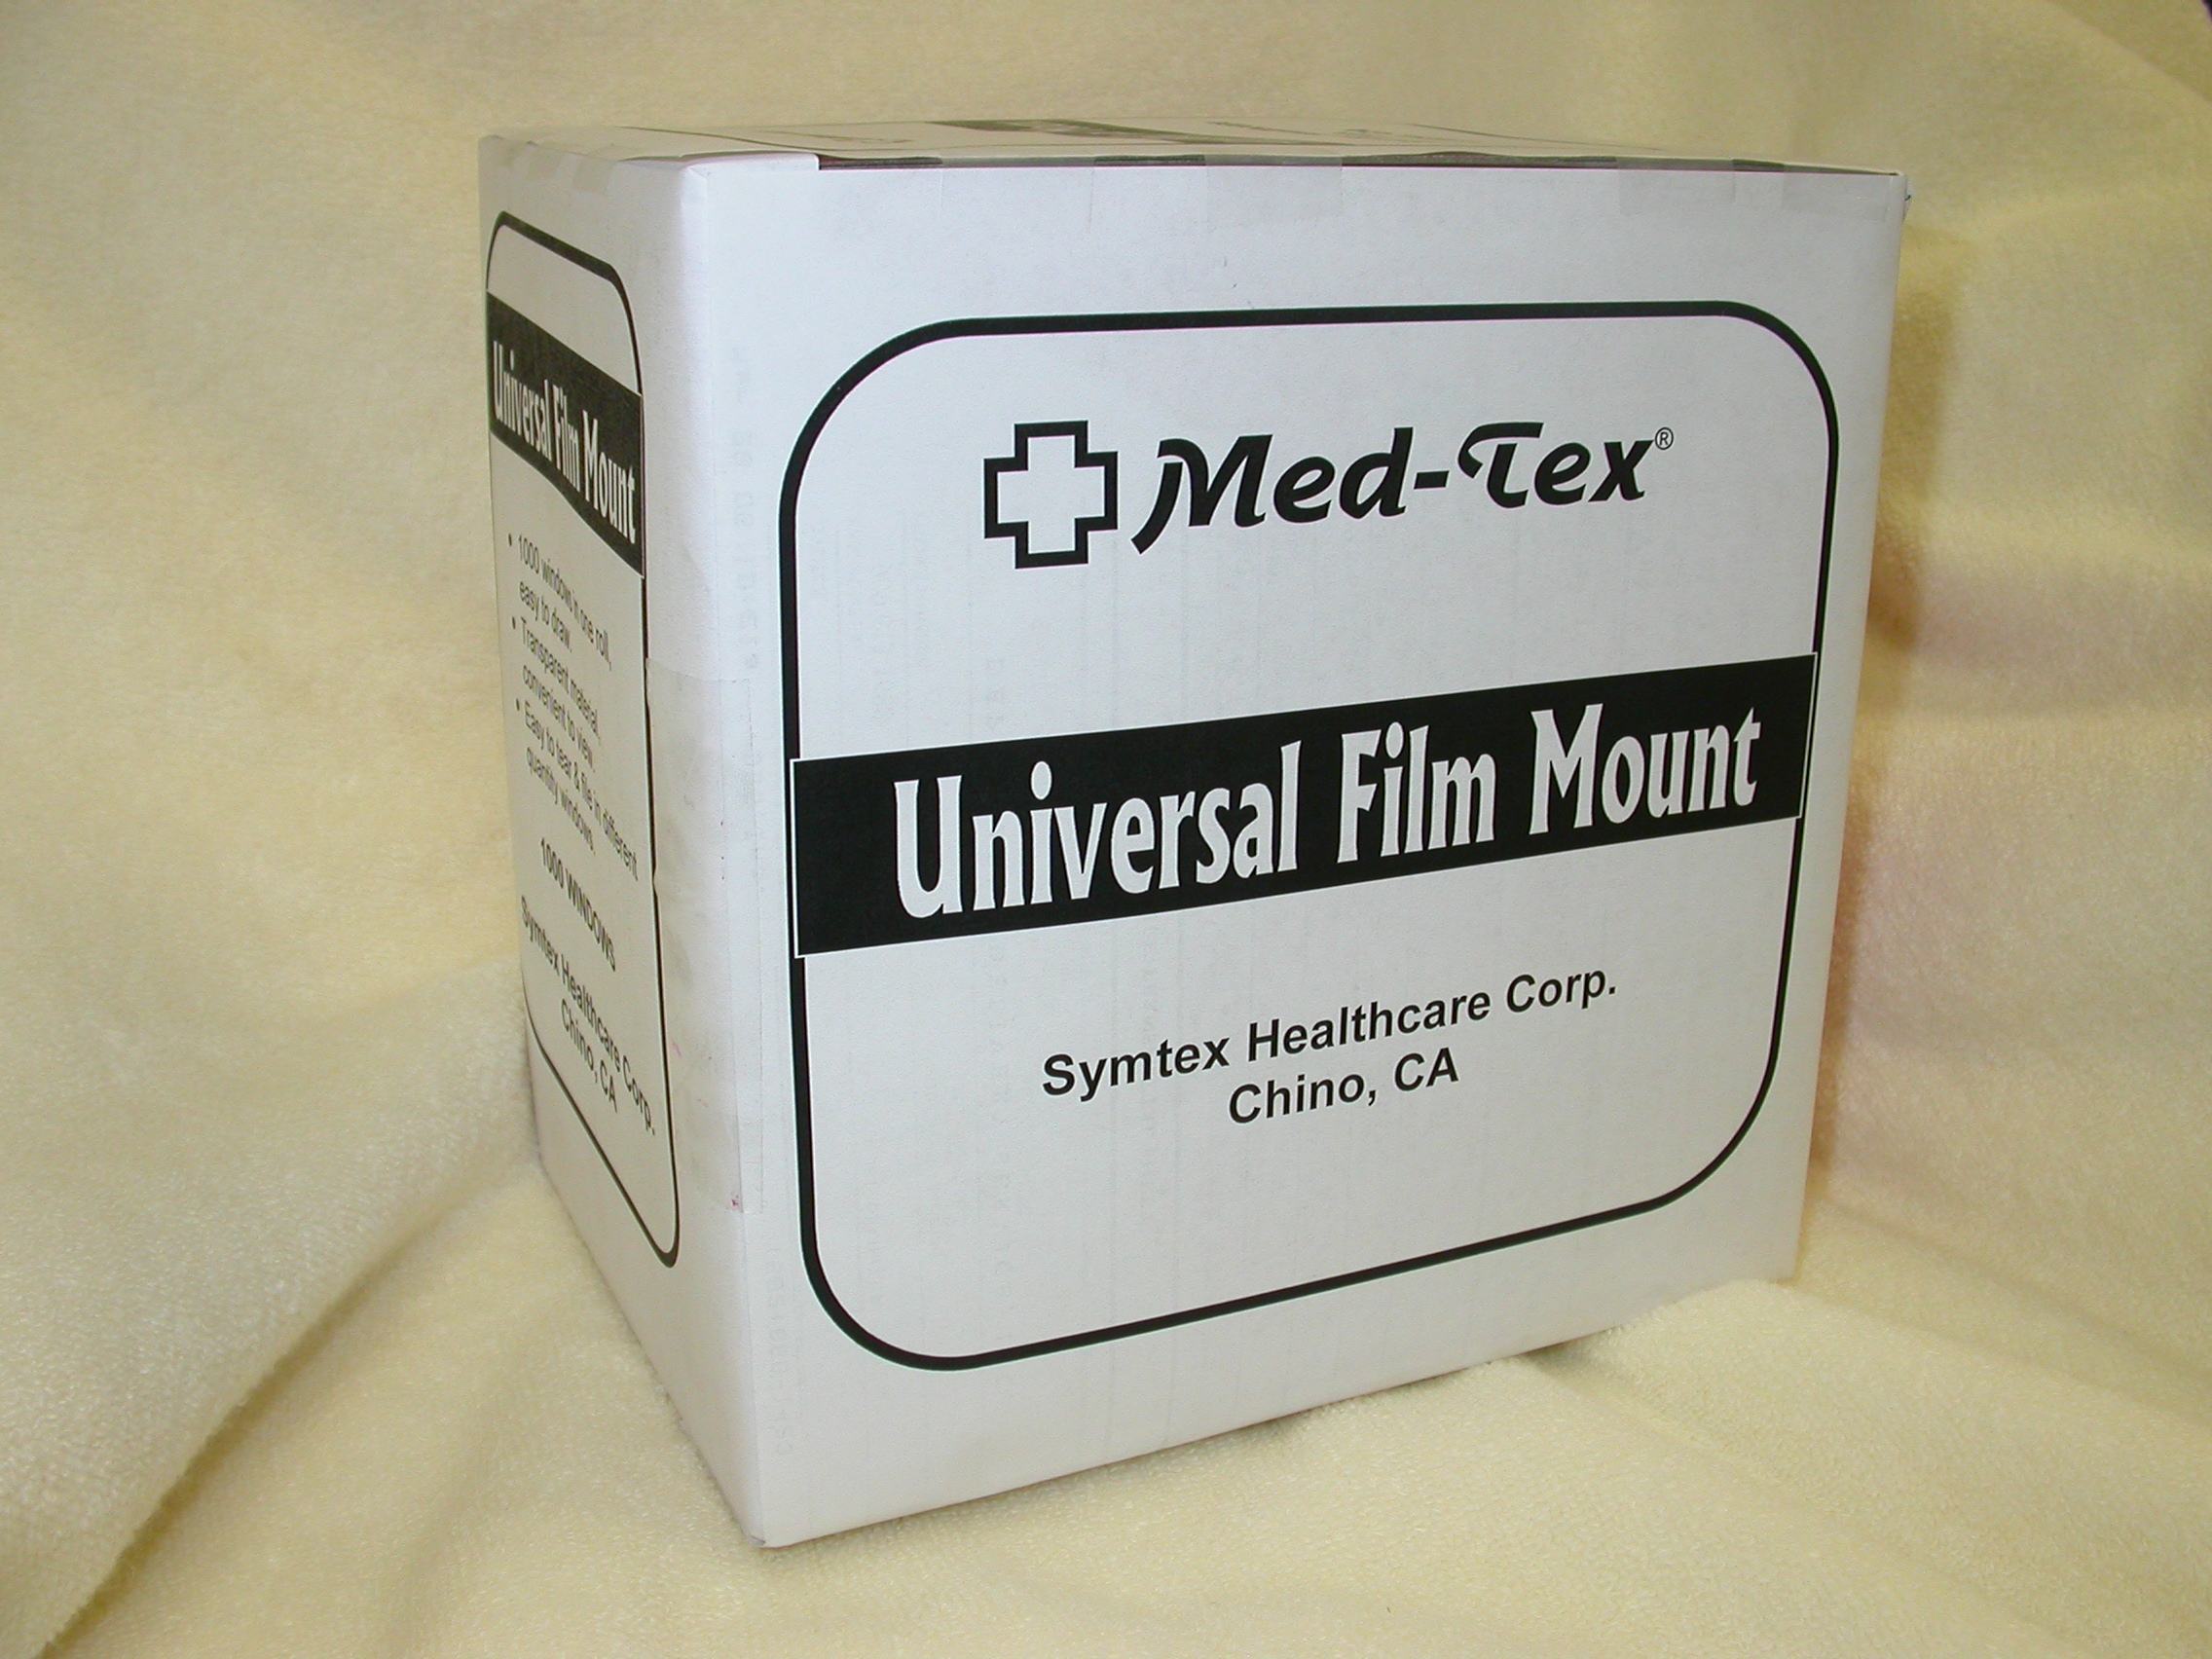 Med-Tex®
Universal Film Mount
Symtex Healthcare Corp.
Chino, CA
Universal Film Mount
• 1000 windows in one roll,
easy to draw.
• Transparent material,
convenient to view.
• Easy to tear & file in different
quantity windows.
1000 WINDOWS
Symtex Healthcare Corp.
Chino, CA